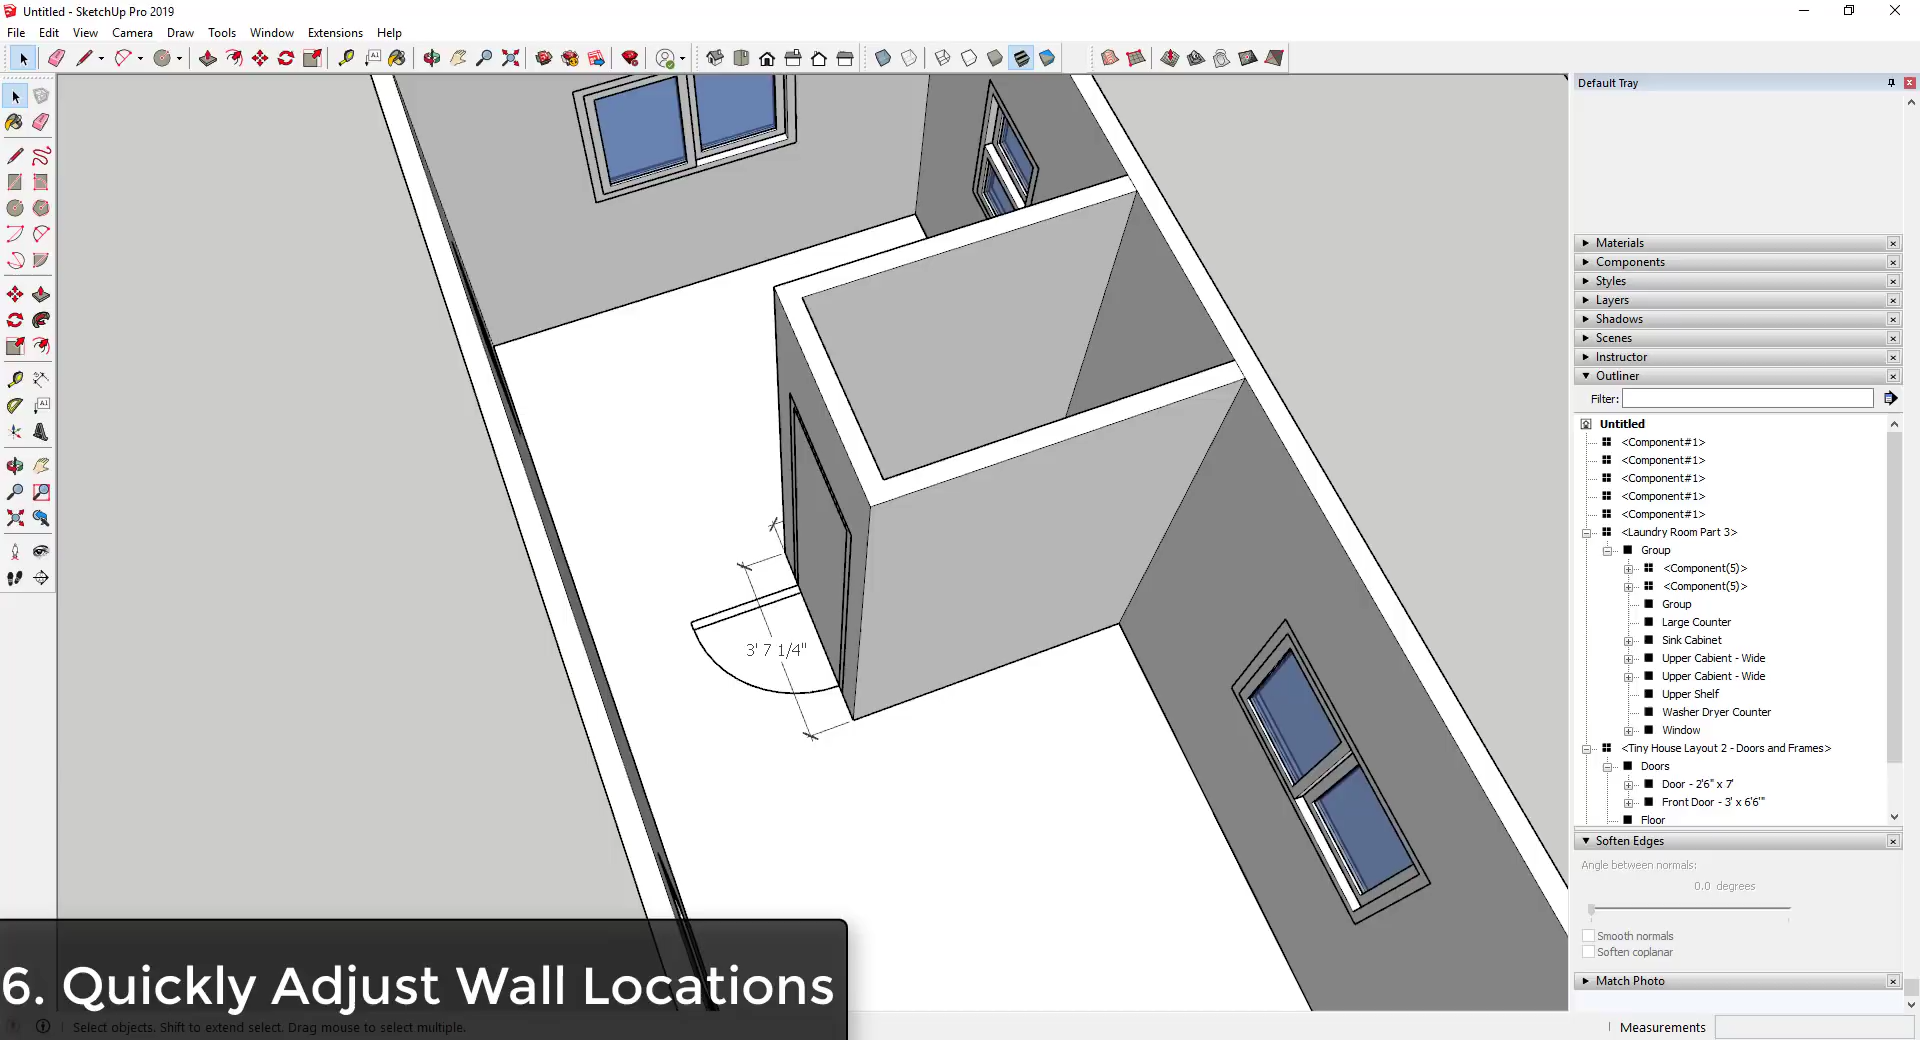 Untitled - SketchUp Pro 2019
File Edit View Camera Draw Tools Window Extensions Help
Default Tray
Materials
Components
Styles
Layers
Shadows
Scenes
Instructor
Outliner
Filter:
Untitled
<Component#1>
<Component#1>
<Component#1>
<Component#1>
<Component#1>
<Laundry Room Part 3>
Group
<Component(5)>
<Component(5)>
Group
Large Counter
Sink Cabinet
Upper Cabient - Wide
Upper Cabient - Wide
Upper Shelf
Washer Dryer Counter
Window
<Tiny House Layout 2 - Doors and Frames>
Doors
Door - 2'6" x 7'
Front Door - 3' x 6'6'"
Floor
Soften Edges
Angle between normals:
0.0 degrees
Smooth normals
Soften coplanar
Match Photo
3' 7 1/4"
6. Quickly Adjust Wall Locations
Select objects. Shift to extend select. Drag mouse to select multiple.
Measurements